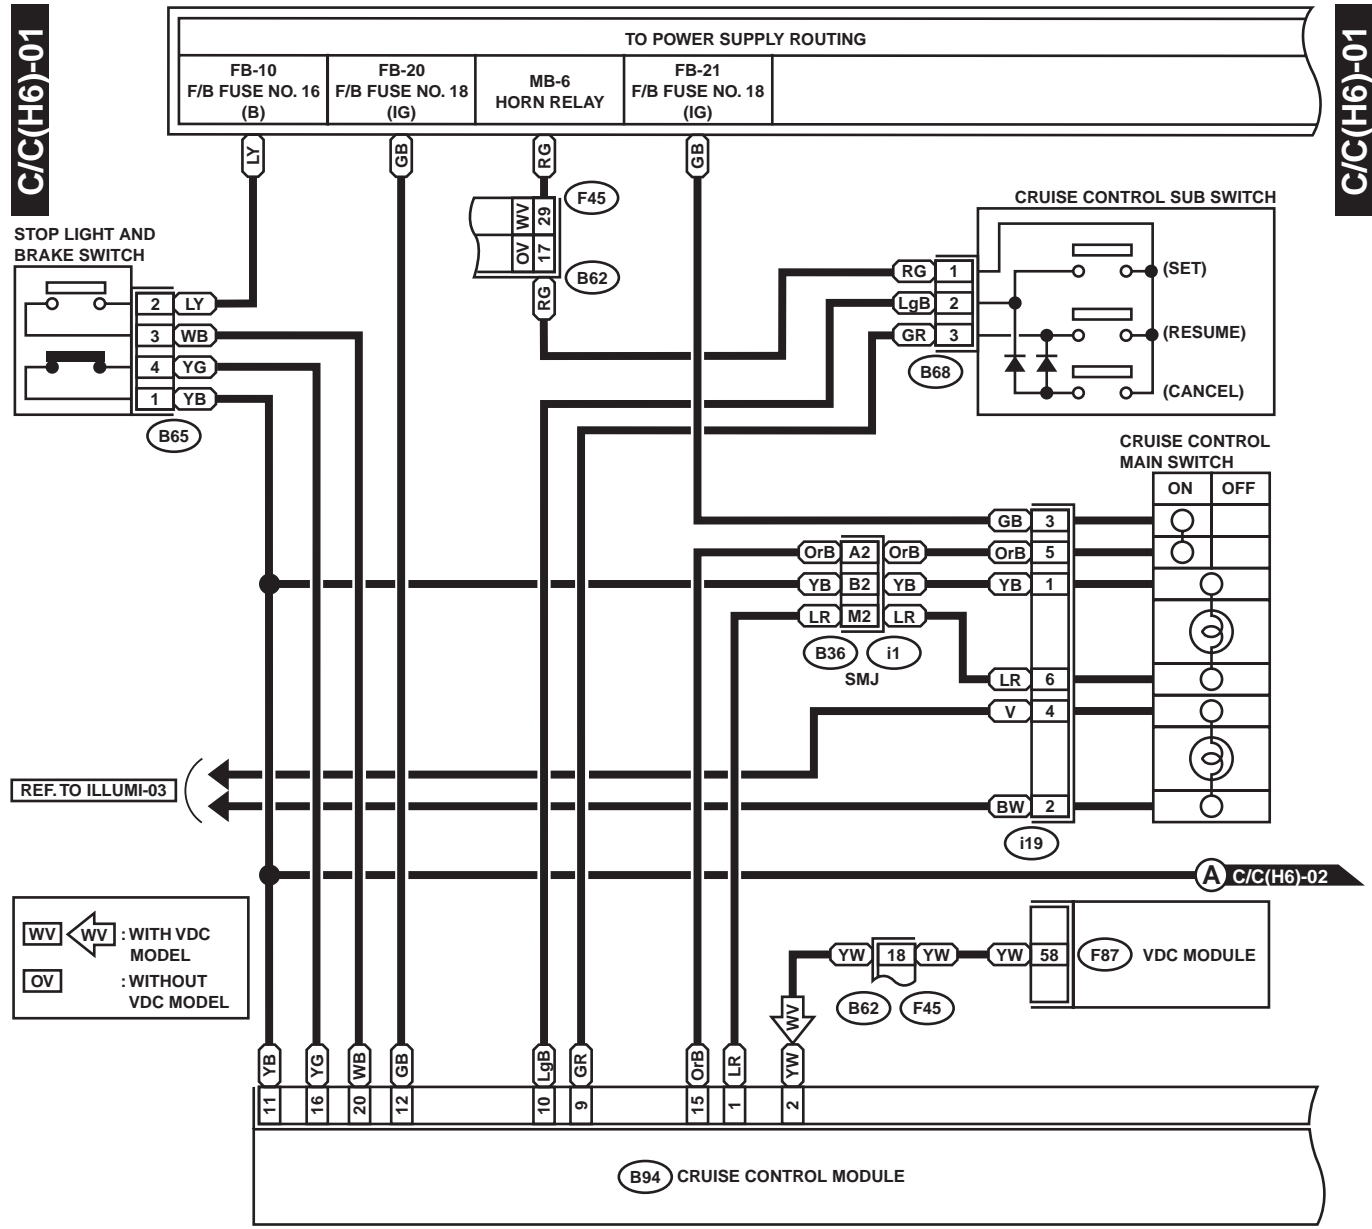 C/C(H6)-01
C/C(H6)-01
TO POWER SUPPLY ROUTING
FB-10
F/B FUSE NO. 16
(B)
FB-20
F/B FUSE NO. 18
(IG)
MB-6
HORN RELAY
FB-21
F/B FUSE NO. 18
(IG)
LY
GB
RG
GB
WV
29
F45
OV
17
B62
RG
STOP LIGHT AND
BRAKE SWITCH
2
LY
3
WB
4
YG
1
YB
B65
CRUISE CONTROL SUB SWITCH
RG
1
(SET)
LgB
2
GR
3
(RESUME)
B68
(CANCEL)
CRUISE CONTROL
MAIN SWITCH
ON
OFF
GB
3
OrB
A2
OrB
OrB
5
YB
B2
YB
YB
1
LR
M2
LR
B36
i1
SMJ
LR
6
V
4
REF. TO ILLUMI-03
BW
2
i19
A
C/C(H6)-02
WV
WV
: WITH VDC
MODEL
OV
: WITHOUT
VDC MODEL
YW
18
YW
YW
58
F87
VDC MODULE
B62
F45
WV
YB
YG
WB
GB
LgB
GR
OrB
LR
YW
11
16
20
12
10
9
15
1
2
B94
CRUISE CONTROL MODULE